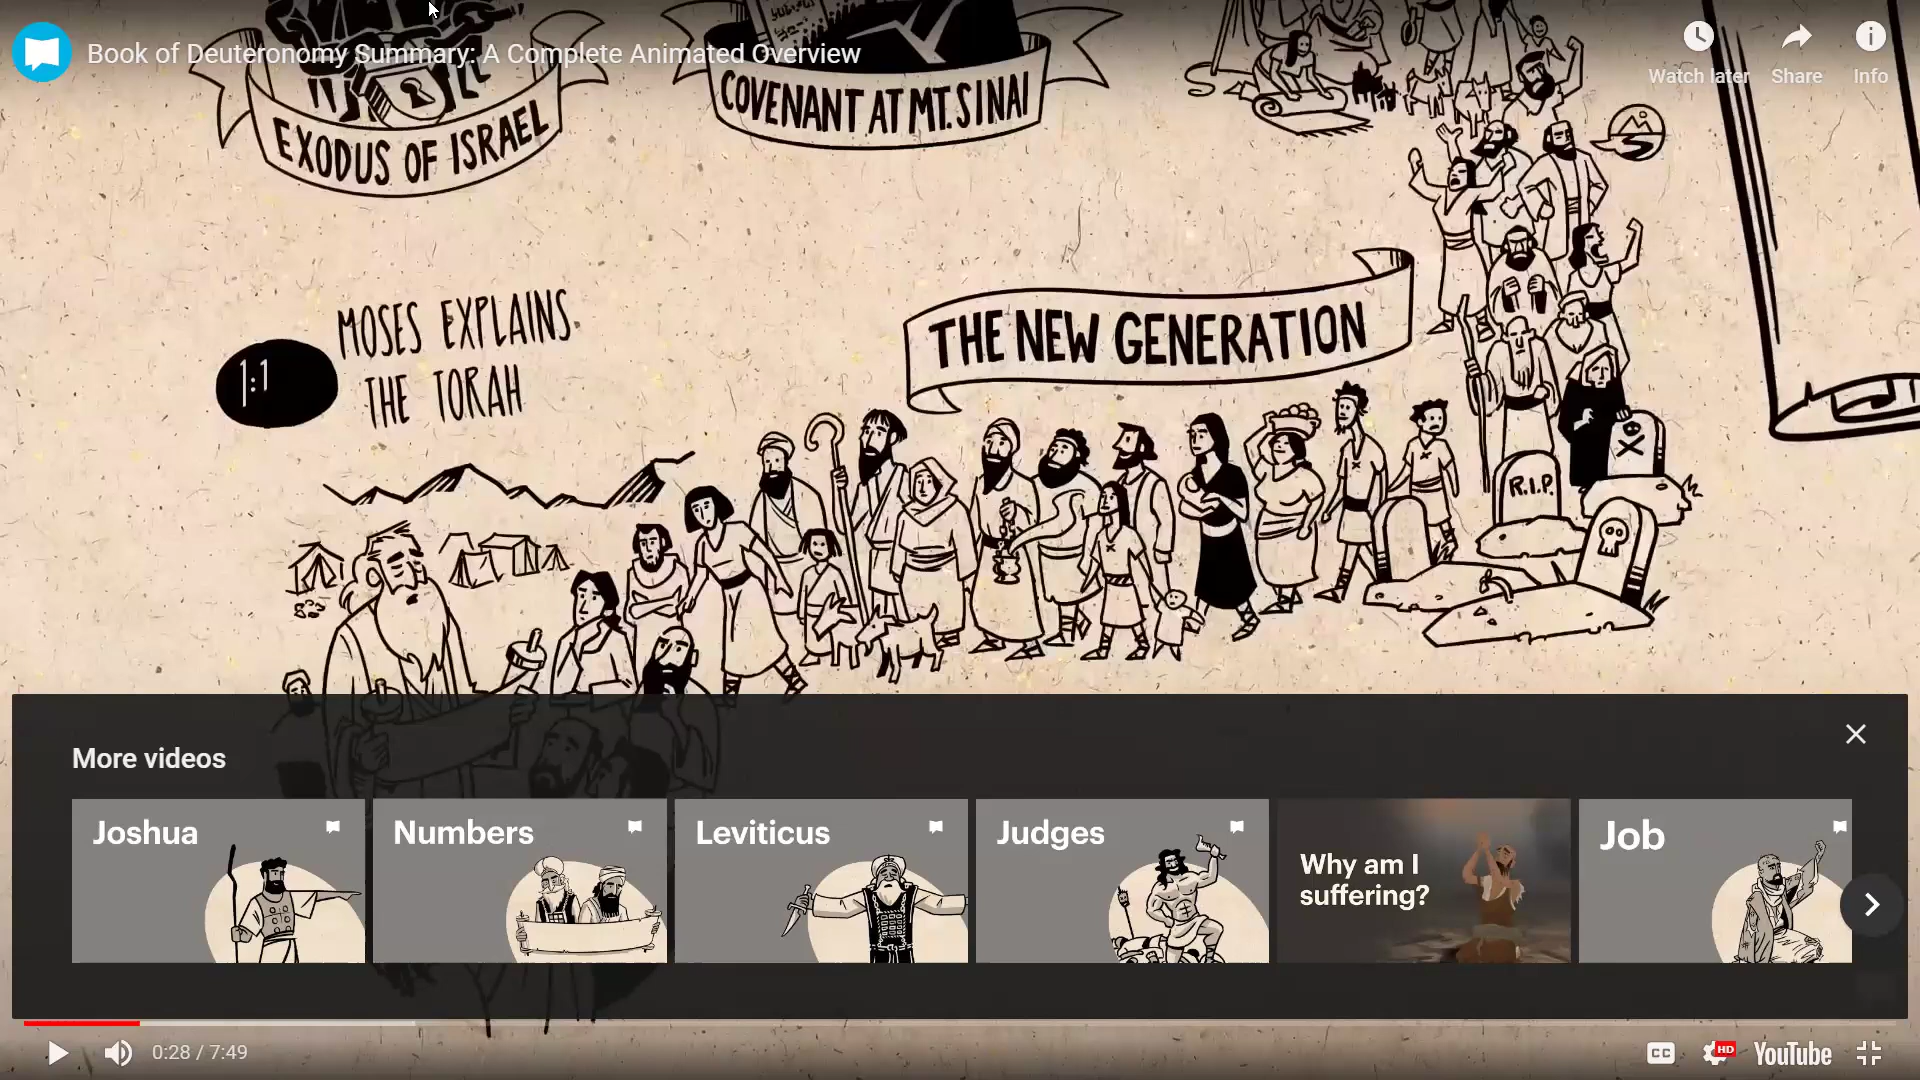 Book of Deuteronomy Summary: A Complete Animated Overview
Watch later
Share
Info
EXODUS OF ISRAEL
COVENANT AT MT. SINAI
1:1
MOSES EXPLAINS
THE TORAH
THE NEW GENERATION
R.I.P.
More videos
Joshua
Numbers
Leviticus
Judges
Why am I
suffering?
Job
0:28 / 7:49
CC
HD
YouTube